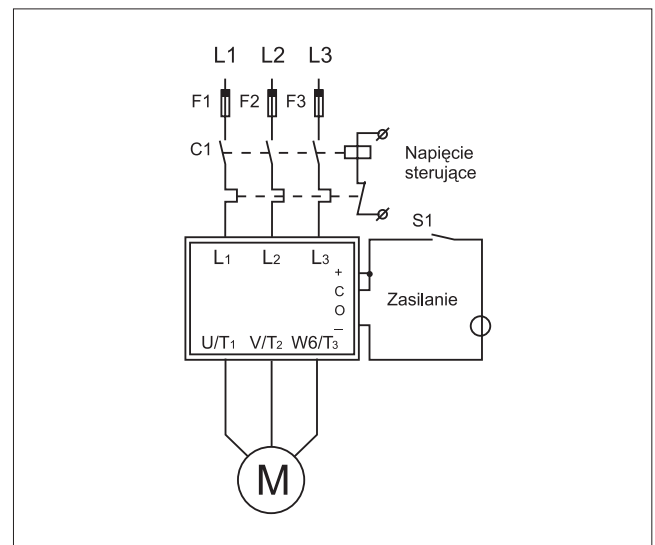 L1 L2 L3
F1 F2 F3
C1
Napięcie
sterujące
S1
L1 L2 L3
+
C
O
–
Zasilanie
U/T1 V/T2 W6/T3
M